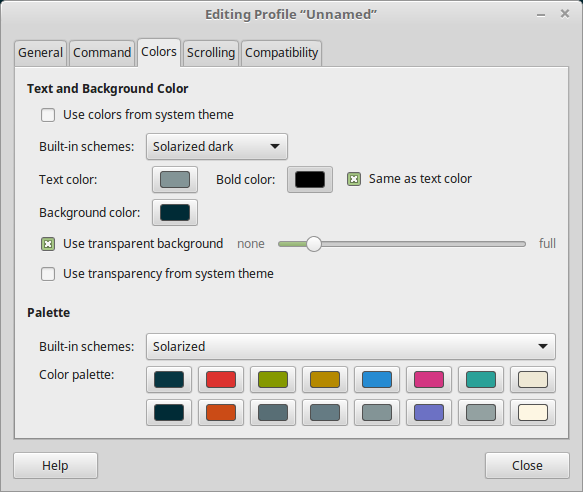 Editing Profile “Unnamed”
General Command Colors Scrolling Compatibility
Text and Background Color
Use colors from system theme
Built-in schemes: Solarized dark
Text color: Bold color: Same as text color
Background color:
Use transparent background none full
Use transparency from system theme
Palette
Built-in schemes: Solarized
Color palette:
Help Close